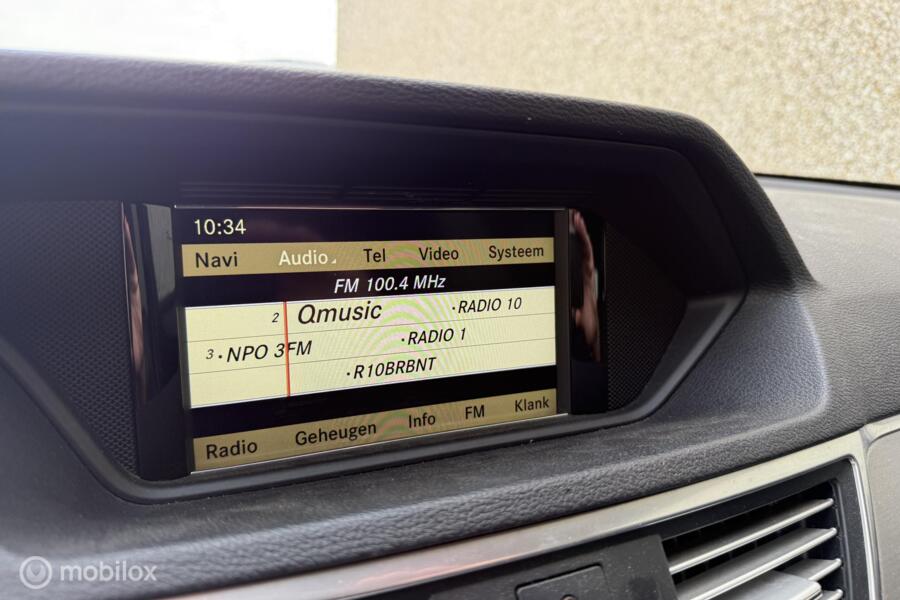 10:34
Navi Audio Tel Video Systeem
FM 100.4 MHz
2 Qmusic ·RADIO 10
3·NPO 3FM ·RADIO 1
·R10BRBNT
Radio Geheugen Info FM Klank
mobilox